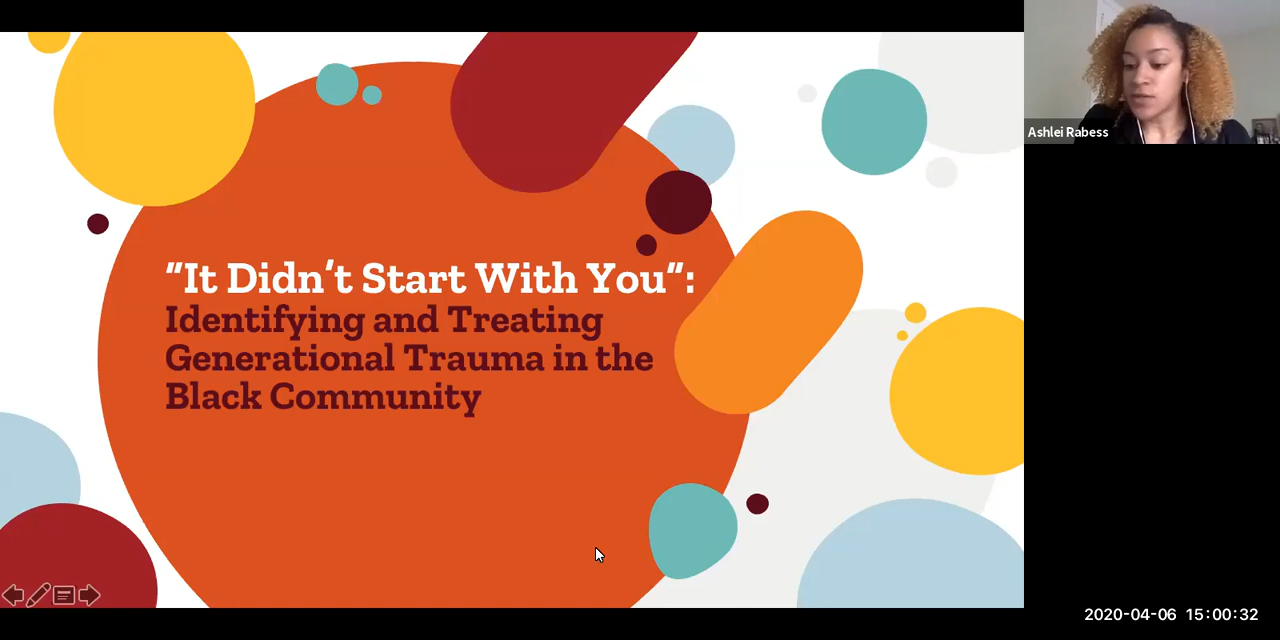 "It Didn't Start With You":
Identifying and Treating
Generational Trauma in the
Black Community
Ashlei Rabess
2020-04-06 15:00:32